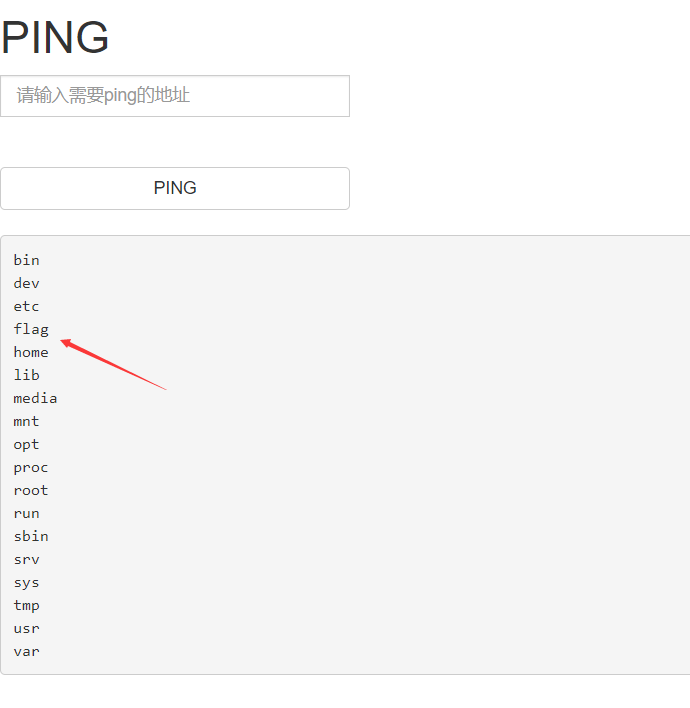 PING
请输入需要ping的地址
PING
bin
dev
etc
flag
home
lib
media
mnt
opt
proc
root
run
sbin
srv
sys
tmp
usr
var